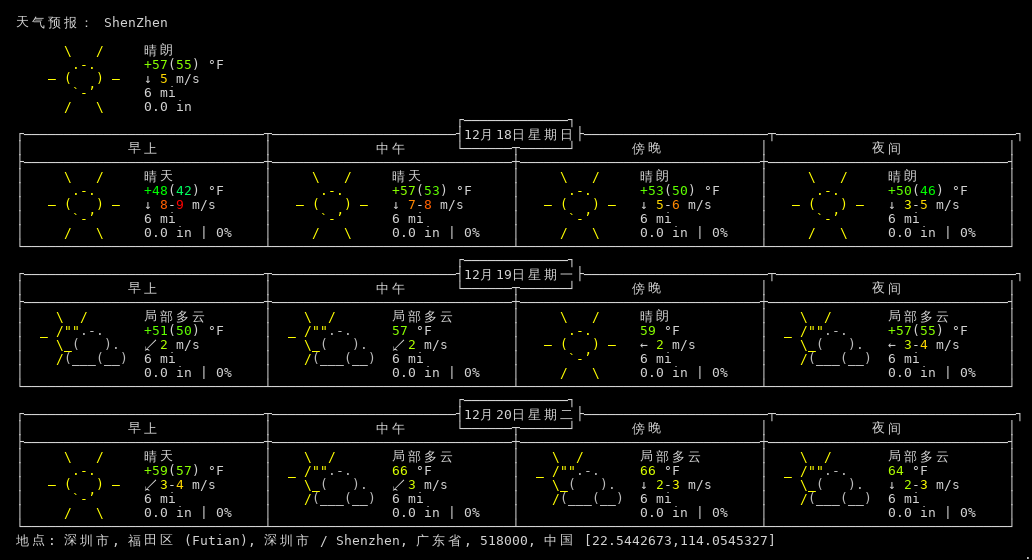 天气预报： ShenZhen
晴朗
+57(55) °F
↓ 5 m/s
6 mi
0.0 in
12月18日星期日
早上 中午 傍晚 夜间
晴天 晴天 晴朗 晴朗
+48(42) °F +57(53) °F +53(50) °F +50(46) °F
↓ 8-9 m/s ↓ 7-8 m/s ↓ 5-6 m/s ↓ 3-5 m/s
6 mi 6 mi 6 mi 6 mi
0.0 in | 0% 0.0 in | 0% 0.0 in | 0% 0.0 in | 0%
12月19日星期一
早上 中午 傍晚 夜间
局部多云 局部多云 晴朗 局部多云
+51(50) °F 57 °F 59 °F +57(55) °F
↙ 2 m/s ↙ 2 m/s ← 2 m/s ← 3-4 m/s
6 mi 6 mi 6 mi 6 mi
0.0 in | 0% 0.0 in | 0% 0.0 in | 0% 0.0 in | 0%
12月20日星期二
早上 中午 傍晚 夜间
晴天 局部多云 局部多云 局部多云
+59(57) °F 66 °F 66 °F 64 °F
↙ 3-4 m/s ↙ 3 m/s ↓ 2-3 m/s ↓ 2-3 m/s
6 mi 6 mi 6 mi 6 mi
0.0 in | 0% 0.0 in | 0% 0.0 in | 0% 0.0 in | 0%
地点: 深圳市, 福田区 (Futian), 深圳市 / Shenzhen, 广东省, 518000, 中国 [22.5442673,114.0545327]